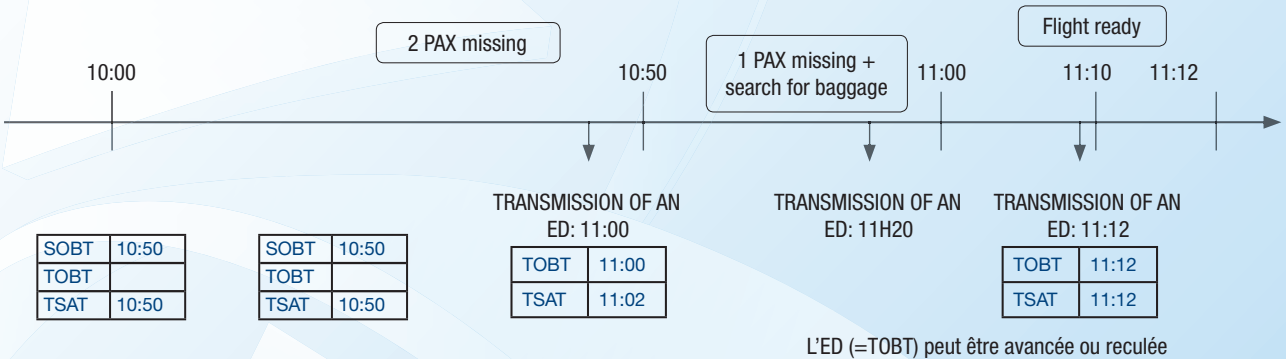 2 PAX missing
1 PAX missing +
search for baggage
Flight ready
10:00
10:50
11:00
11:10
11:12
TRANSMISSION OF AN
ED: 11:00
TRANSMISSION OF AN
ED: 11H20
TRANSMISSION OF AN
ED: 11:12
SOBT 10:50
TOBT
TSAT 10:50
SOBT 10:50
TOBT
TSAT 10:50
TOBT 11:00
TSAT 11:02
TOBT 11:12
TSAT 11:12
L'ED (=TOBT) peut être avancée ou reculée